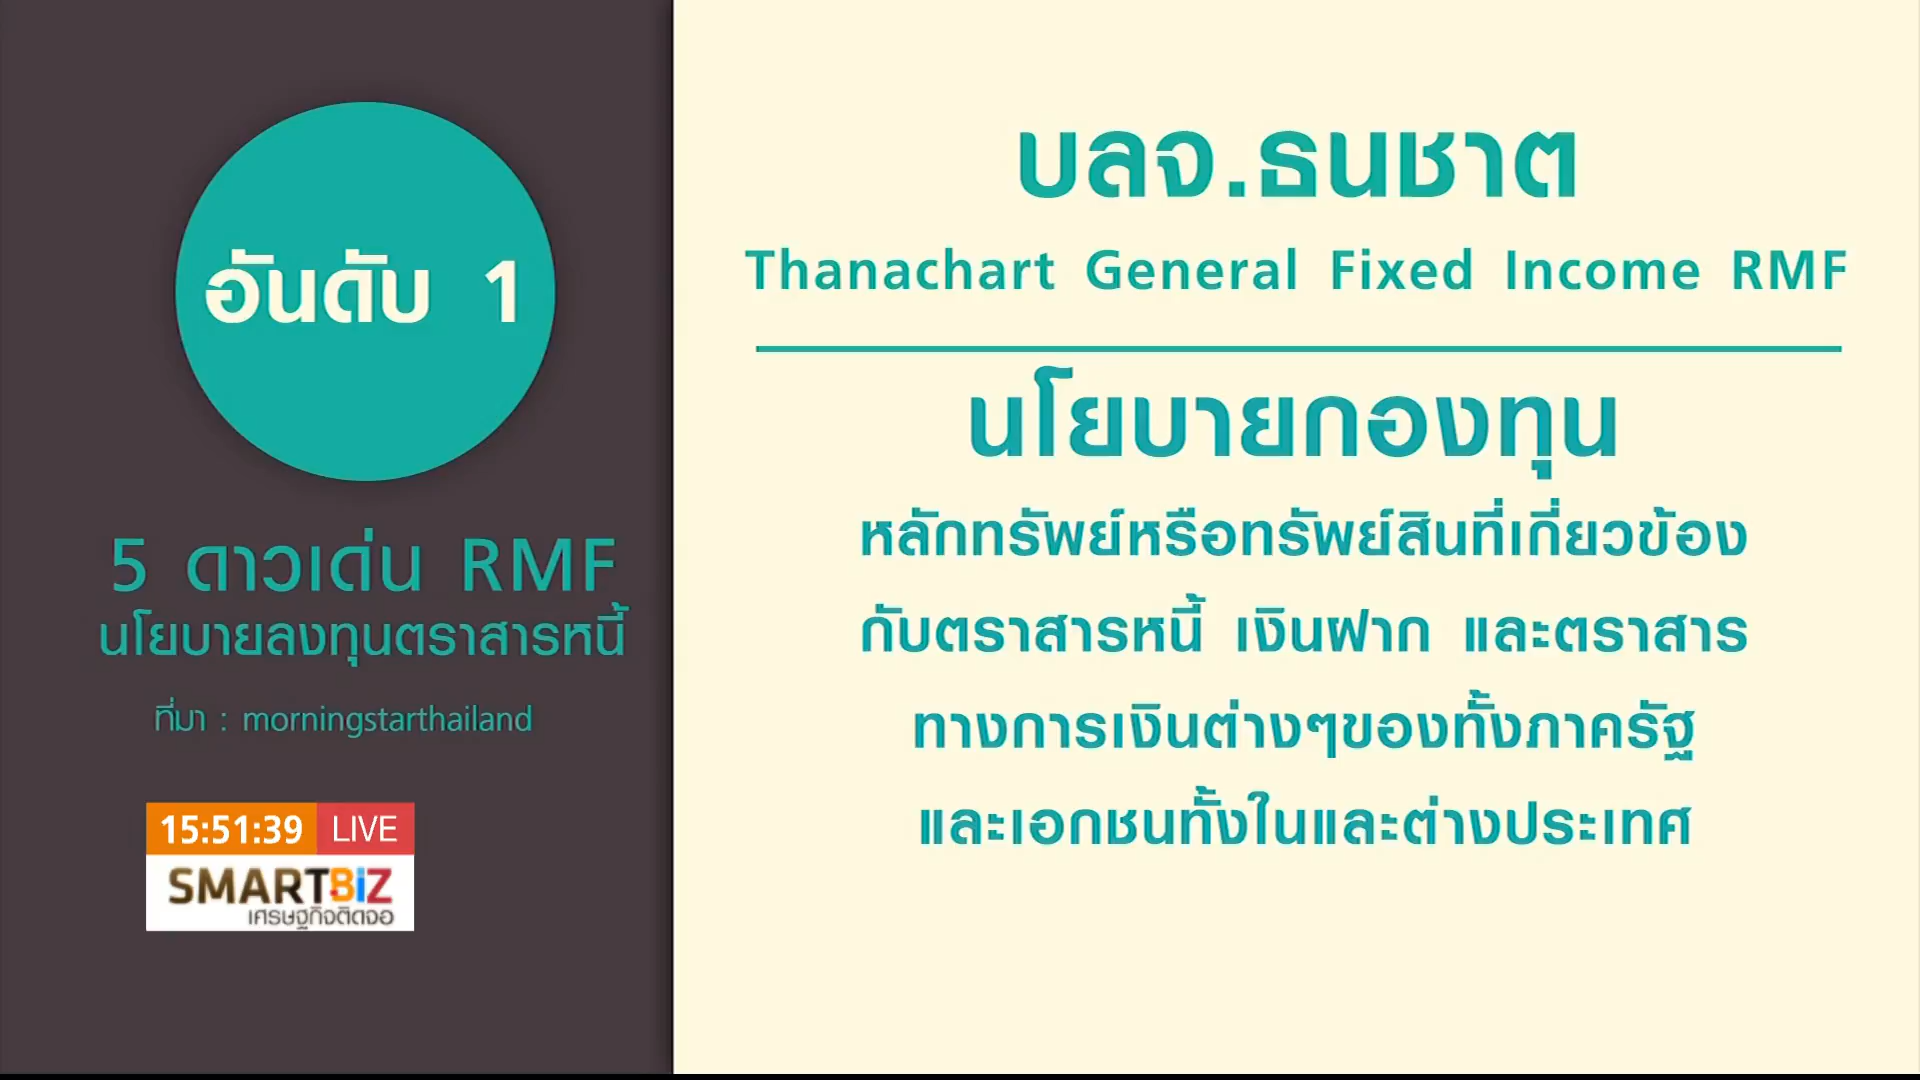 อันดับ 1
5 ดาวเด่น RMF
นโยบายลงทุนตราสารหนี้
ที่มา : morningstarthailand
15:51:39 LIVE
SMARTBiZ
เศรษฐกิจติดจอ
บลจ.ธนชาต
Thanachart General Fixed Income RMF
นโยบายกองทุน
หลักทรัพย์หรือทรัพย์สินที่เกี่ยวข้อง
กับตราสารหนี้ เงินฝาก และตราสาร
ทางการเงินต่างๆของทั้งภาครัฐ
และเอกชนทั้งในและต่างประเทศ